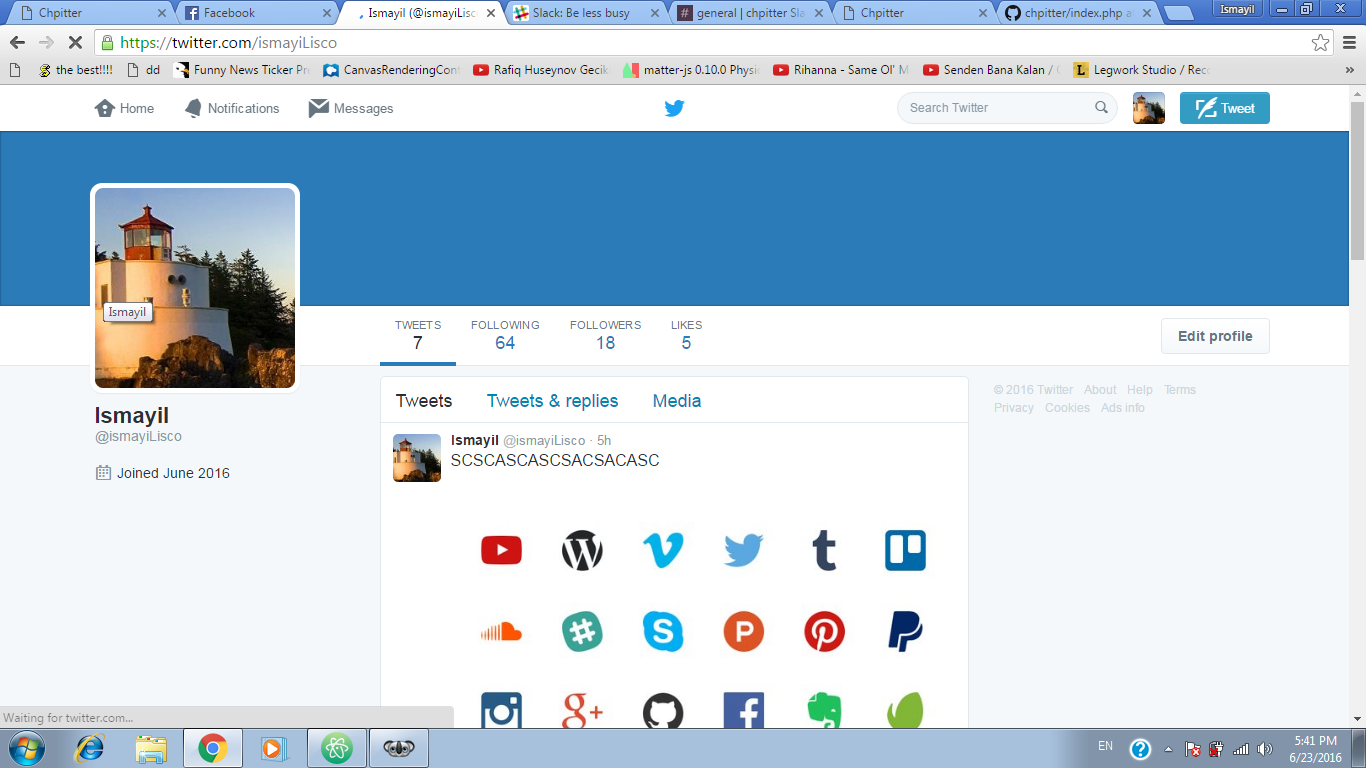 Chpitter
Facebook
Ismayil (@ismayiLisc
Slack: Be less busy
general | chpitter Sla
Chpitter
chpitter/index.php a
Ismayil
https://twitter.com/ismayiLisco
the best!!!!
dd
Funny News Ticker Pr
CanvasRenderingCon
Rafiq Huseynov Gecik
matter-js 0.10.0 Physi
Rihanna - Same Ol' M
Senden Bana Kalan /
Legwork Studio / Rec
»
Home
Notifications
Messages
Search Twitter
Tweet
Ismayil
TWEETS
FOLLOWING
FOLLOWERS
LIKES
7
64
18
5
Edit profile
Ismayil
@ismayiLisco
Joined June 2016
Tweets
Tweets & replies
Media
Ismayil @ismayiLisco · 5h
SCSCASCASCSACSACASC
© 2016 Twitter About Help Terms
Privacy Cookies Ads info
Waiting for twitter.com...
EN
5:41 PM
6/23/2016